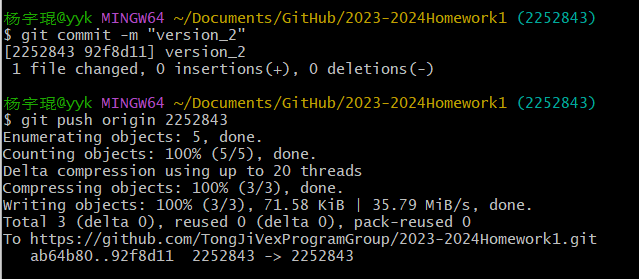 杨宇琨@yyk MINGW64 ~/Documents/GitHub/2023-2024Homework1 (2252843)
$ git commit -m "version_2"
[2252843 92f8d11] version_2
 1 file changed, 0 insertions(+), 0 deletions(-)
杨宇琨@yyk MINGW64 ~/Documents/GitHub/2023-2024Homework1 (2252843)
$ git push origin 2252843
Enumerating objects: 5, done.
Counting objects: 100% (5/5), done.
Delta compression using up to 20 threads
Compressing objects: 100% (3/3), done.
Writing objects: 100% (3/3), 71.58 KiB | 35.79 MiB/s, done.
Total 3 (delta 0), reused 0 (delta 0), pack-reused 0
To https://github.com/TongJiVexProgramGroup/2023-2024Homework1.git
   ab64b80..92f8d11  2252843 -> 2252843